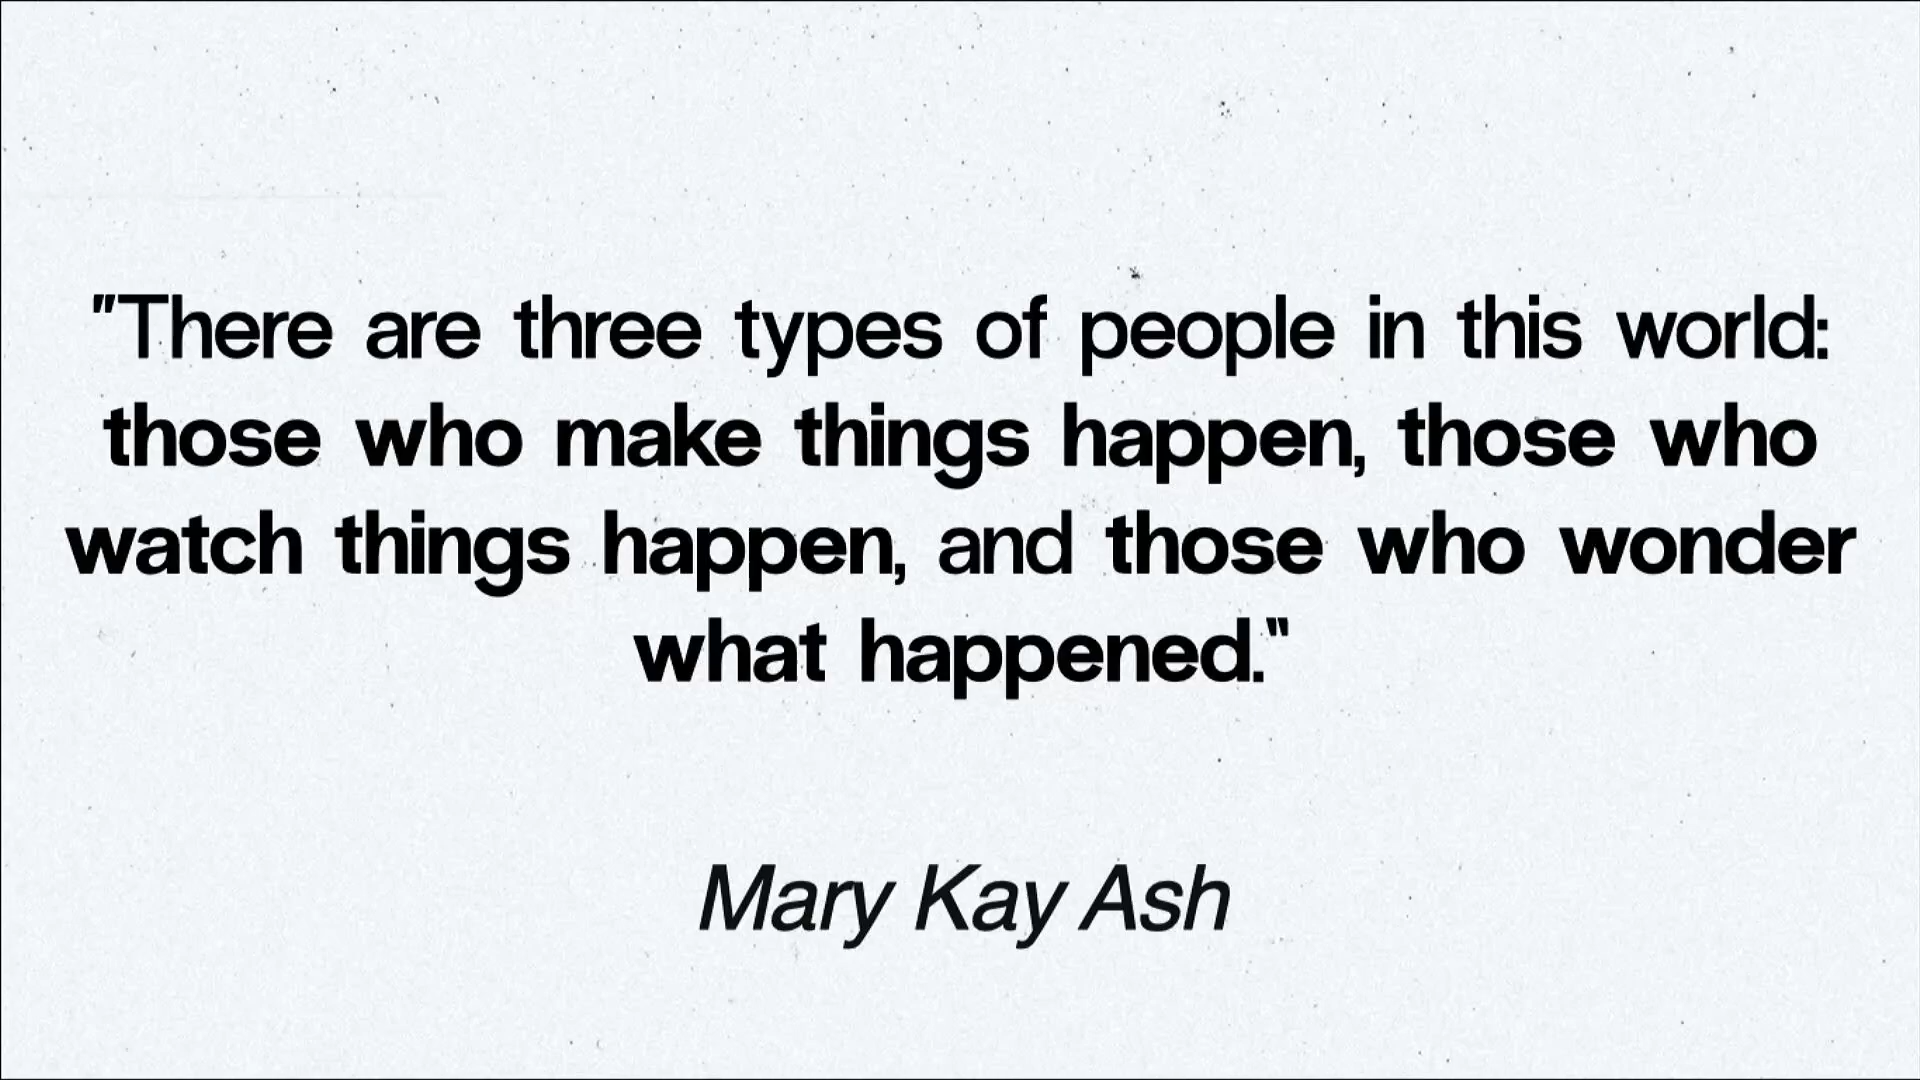 "There are three types of people in this world:
those who make things happen, those who
watch things happen, and those who wonder
what happened."
Mary Kay Ash